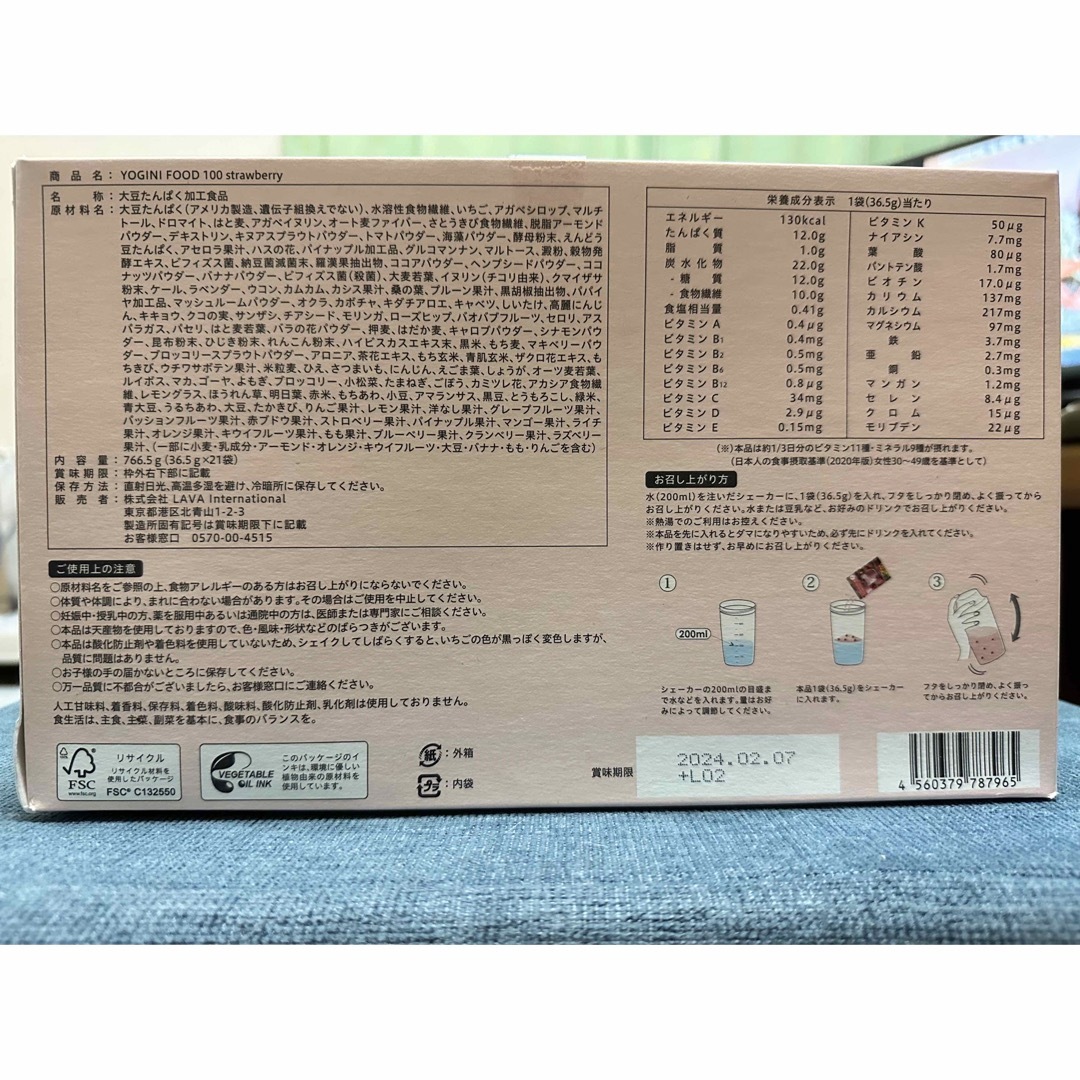 商品名：YOGINI FOOD 100 strawberry
名称：大豆たんぱく加工食品
原材料名：大豆たんぱく(アメリカ製造、遺伝子組換えでない)、水溶性食物繊維、いちご、アガベシロップ、マルチ
トール、ドロマイト、はと麦、アガベイヌリン、オート麦ファイバー、さとうきび食物繊維、脱脂アーモンド
パウダー、デキストリン、キヌアスプラウトパウダー、トマトパウダー、海藻パウダー、酵母粉末、えんどう
豆たんぱく、アセロラ果汁、ハスの花、パイナップル加工品、グルコマンナン、マルトース、澱粉、穀物発
酵エキス、ビフィズス菌、納豆菌滅菌末、羅漢果抽出物、ココアパウダー、ヘンプシードパウダー、ココ
ナッツパウダー、バナナパウダー、ビフィズス菌(殺菌)、大麦若葉、イヌリン(チコリ由来)、クマイザサ
粉末、ケール、ラベンダー、ウコン、カムカム、カシス果汁、桑の葉、プルーン果汁、黒胡椒抽出物、パパイ
ヤ加工品、マッシュルームパウダー、オクラ、カボチャ、キダチアロエ、キャベツ、しいたけ、高麗にんじ
ん、キキョウ、クコの実、サンザシ、チアシード、モリンガ、ローズヒップ、バオバブフルーツ、セロリ、アス
パラガス、パセリ、はと麦若葉、バラの花パウダー、押麦、はだか麦、キャロブパウダー、シナモンパウ
ダー、昆布粉末、ひじき粉末、れんこん粉末、ハイビスカスエキス末、黒米、もち麦、マキベリーパウ
ダー、ブロッコリースプラウトパウダー、アロニア、茶花エキス、もち玄米、青肌玄米、ザクロ花エキス、も
ちきび、ウチワサボテン果汁、米粒麦、ひえ、さつまいも、にんじん、えごま葉、しょうが、オーツ麦若葉、
ルイボス、マカ、ゴーヤ、よもぎ、ブロッコリー、小松菜、たまねぎ、ごぼう、カミツレ花、アカシア食物繊
維、レモングラス、ほうれん草、明日葉、赤米、もちあわ、小豆、アマランサス、黒豆、とうもろこし、緑米、
青大豆、うるちあわ、大豆、たかきび、りんご果汁、レモン果汁、洋なし果汁、グレープフルーツ果汁、
パッションフルーツ果汁、赤ブドウ果汁、ストロベリー果汁、パイナップル果汁、マンゴー果汁、ライチ
果汁、オレンジ果汁、キウイフルーツ果汁、もも果汁、ブルーベリー果汁、クランベリー果汁、ラズベリー
果汁、(一部に小麦・乳成分・アーモンド・オレンジ・キウイフルーツ・大豆・バナナ・もも・りんごを含む)
内容量：766.5g(36.5g×21袋)
賞味期限：枠外右下部に記載
保存方法：直射日光、高温多湿を避け、冷暗所に保存してください。
販売者：株式会社 LAVA International
東京都港区北青山1-2-3
製造所固有記号は賞味期限下に記載
お客様窓口 0570-00-4515
ご使用上の注意
○原材料名をご参照の上、食物アレルギーのある方はお召し上がりにならないでください。
○体質や体調により、まれに合わない場合があります。その場合はご使用を中止してください。
○妊娠中・授乳中の方、薬を服用中あるいは通院中の方は、医師または専門家にご相談ください。
○本品は天産物を使用しておりますので、色・風味・形状などのばらつきがございます。
○本品は酸化防止剤や着色料を使用していないため、シェイクしてしばらくすると、いちごの色が黒っぽく変色しますが、
品質に問題はありません。
○お子様の手の届かないところに保存してください。
○万一品質に不都合がございましたら、お客様窓口にご連絡ください。
人工甘味料、着香料、保存料、着色料、酸味料、酸化防止剤、乳化剤は使用しておりません。
食生活は、主食、主菜、副菜を基本に、食事のバランスを。
FSC
www.fsc.org
リサイクル
リサイクル材料を
使用したパッケージ
FSC® C132550
VEGETABLE
OIL INK
このパッケージのイ
ンキは、環境に優しい
植物由来の原材料を
使用しています。
紙：外箱
プラ：内袋
栄養成分表示 1袋(36.5g)当たり
エネルギー 130kcal
たんぱく質 12.0g
脂質 1.0g
炭水化物 22.0g
- 糖質 12.0g
- 食物繊維 10.0g
食塩相当量 0.41g
ビタミン A 0.4μg
ビタミン B1 0.4mg
ビタミン B2 0.5mg
ビタミン B6 0.5mg
ビタミン B12 0.8μg
ビタミン C 34mg
ビタミン D 2.9μg
ビタミン E 0.15mg
ビタミン K 50μg
ナイアシン 7.7mg
葉酸 80μg
パントテン酸 1.7mg
ビオチン 17.0μg
カリウム 137mg
カルシウム 217mg
マグネシウム 97mg
鉄 3.7mg
亜鉛 2.7mg
銅 0.3mg
マンガン 1.2mg
セレン 8.4μg
クロム 15μg
モリブデン 22μg
(※)本品は約1/3日分のビタミン11種・ミネラル9種が摂れます。
(日本人の食事摂取基準(2020年版)女性30〜49歳を基準として)
お召し上がり方
水(200ml)を注いだシェーカーに、1袋(36.5g)を入れ、フタをしっかり閉め、よく振ってから
お召し上がりください。水または豆乳など、お好みのドリンクでお召し上がりください。
※熱湯でのご利用はお控えください。
※本品を先に入れるとダマになりやすいため、必ず先にドリンクを入れてください。
※作り置きはせず、お早めにお召し上がりください。
①
②
③
200ml
シェーカーの200mlの目盛ま
で水などを入れます。量はお好
みによって調節してください。
本品1袋(36.5g)をシェーカー
に入れます。
フタをしっかり閉め、よく振っ
てからお召し上がりください。
賞味期限
2024.02.07
+L02
4 560379 787965